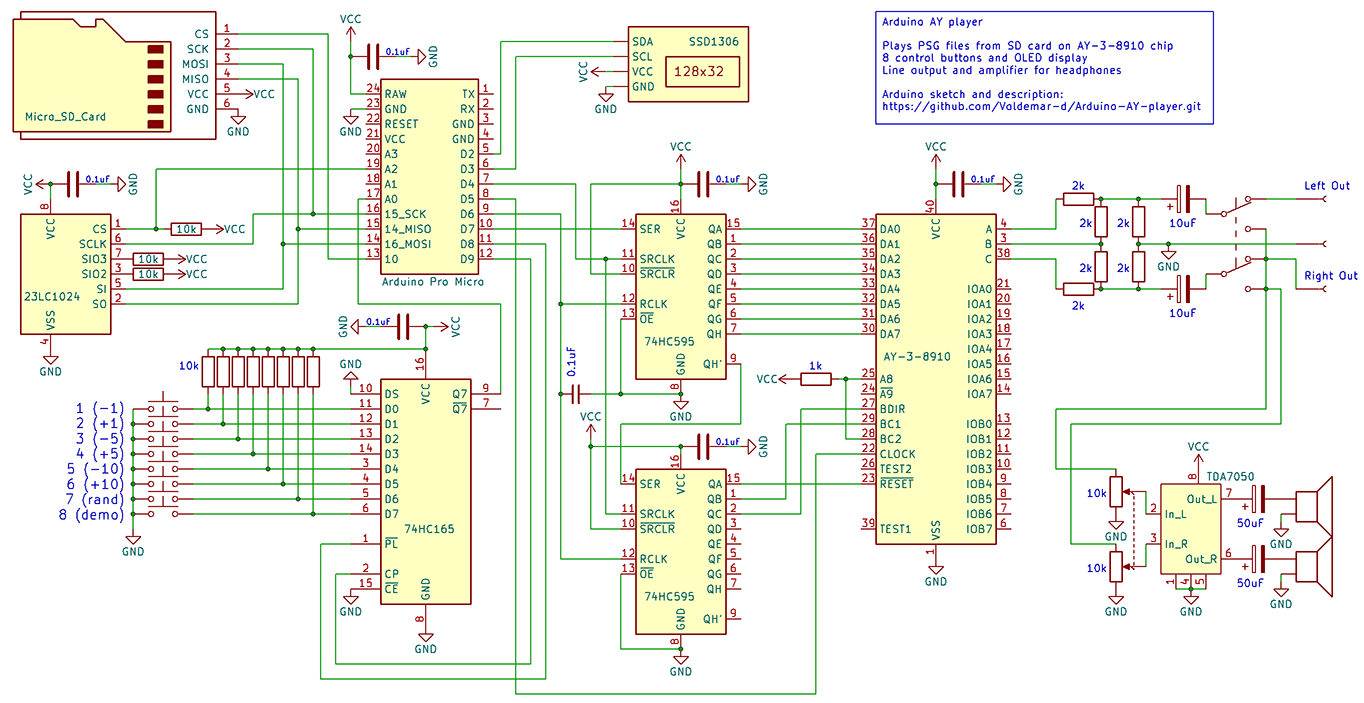 Arduino AY player
Plays PSG files from SD card on AY-3-8910 chip
8 control buttons and OLED display
Line output and amplifier for headphones
Arduino sketch and description:
https://github.com/Valdemar-d/Arduino-AY-player.git
Micro_SD_Card
CS 1
SCK 2
MOSI 3
MISO 4
VCC 5 VCC
GND 6
GND
VCC
0.1uF GND
GND
24 RAW TX 1
23 GND RX 2
22 RESET GND 3
21 VCC GND 4
20 A3 D2 5
19 A2 D3 6
18 A1 D4 7
17 A0 D5 8
16 15_SCK D6 9
15 14_MISO D7 10
14 16_MOSI D8 11
13 10 D9 12
Arduino Pro Micro
SDA SSD1306
SCL
VCC VCC
GND
128x32
GND
VCC 0.1uF GND
8
VCC
CS 1 10k VCC
SCLK 6
SIO3 7 10k VCC
SIO2 3 10k VCC
SI 5
SO 2
23LC1024
VSS
4
GND
10k
GND 0.1uF VCC
GND
16
VCC
10 DS Q7 9
11 D0 Q7 7
12 D1
13 D2
14 D3
3 D4
4 D5
5 D6
6 D7
74HC165
1 PL
2 CP
15 CE
GND
GND
8
GND
1 (-1)
2 (+1)
3 (-5)
4 (+5)
5 (-10)
6 (+10)
7 (rand)
8 (demo)
GND
VCC
0.1uF GND
16
VCC
14 SER QA 15
QB 1
11 SRCLK QC 2
10 SRCLR QD 3
QE 4
12 RCLK QF 5
13 OE QG 6
QH 7
74HC595
GND QH' 9
8
GND
0.1uF
VCC
0.1uF GND
16
VCC
14 SER QA 15
QB 1
11 SRCLK QC 2
10 SRCLR QD 3
QE 4
12 RCLK QF 5
13 OE QG 6
74HC595 QH 7
GND QH' 9
8
GND
VCC
0.1uF GND
40
VCC
37 DA0 A 4
36 DA1 B 3
35 DA2 C 38
34 DA3
33 DA4 IOA0 21
32 DA5 IOA1 20
31 DA6 IOA2 19
30 DA7 IOA3 18
IOA4 17
AY-3-8910 IOA5 16
VCC 1k 25 A8 IOA6 15
24 A9 IOA7 14
27 BDIR
29 BC1 IOB0 13
28 BC2 IOB1 12
22 CLOCK IOB2 11
26 TEST2 IOB3 10
23 RESET IOB4 9
IOB5 8
IOB6 7
39 TEST1 VSS IOB7 6
1
GND
2k
2k 2k
2k 2k
2k
10uF
10uF
+
+
GND
Left Out
Right Out
10k
GND
10k
GND
VCC
8 TDA7050
2 In_L Out_L 7
3 In_R Out_R 6
1 4 5
GND
+
50uF
GND
+
50uF
GND